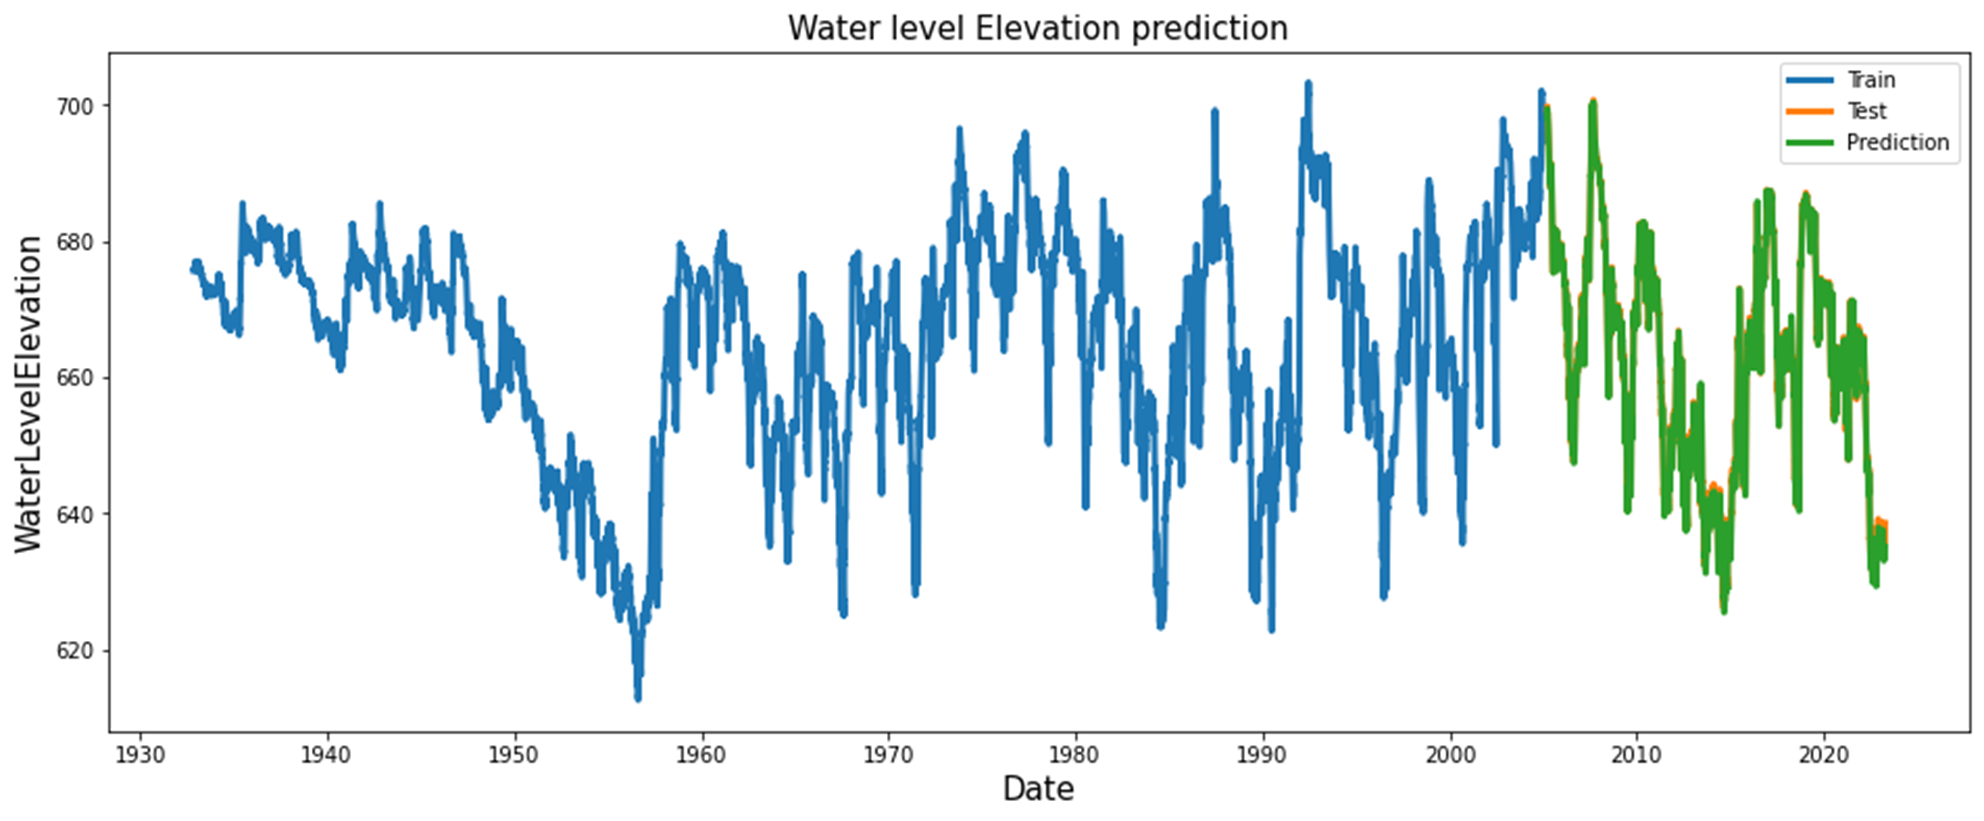 Water level Elevation prediction
Train
Test
Prediction
WaterLevelElevation
700
680
660
640
620
1930 1940 1950 1960 1970 1980 1990 2000 2010 2020
Date